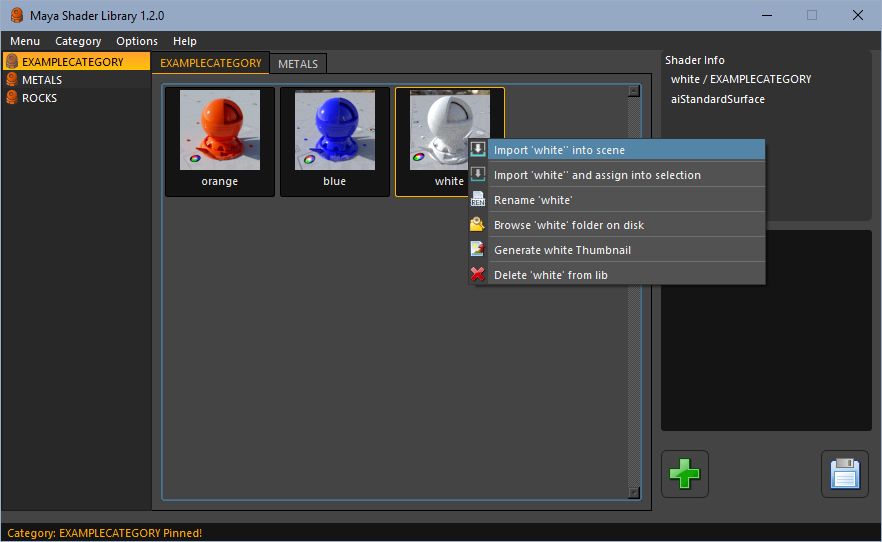 Maya Shader Library 1.2.0
Menu Category Options Help
EXAMPLECATEGORY
METALS
ROCKS
EXAMPLECATEGORY METALS
orange
blue
white
Import 'white'' into scene
Import 'white'' and assign into selection
REN Rename 'white'
Browse 'white' folder on disk
Generate white Thumbnail
Delete 'white' from lib
Shader Info
white / EXAMPLECATEGORY
aiStandardSurface
Category: EXAMPLECATEGORY Pinned!